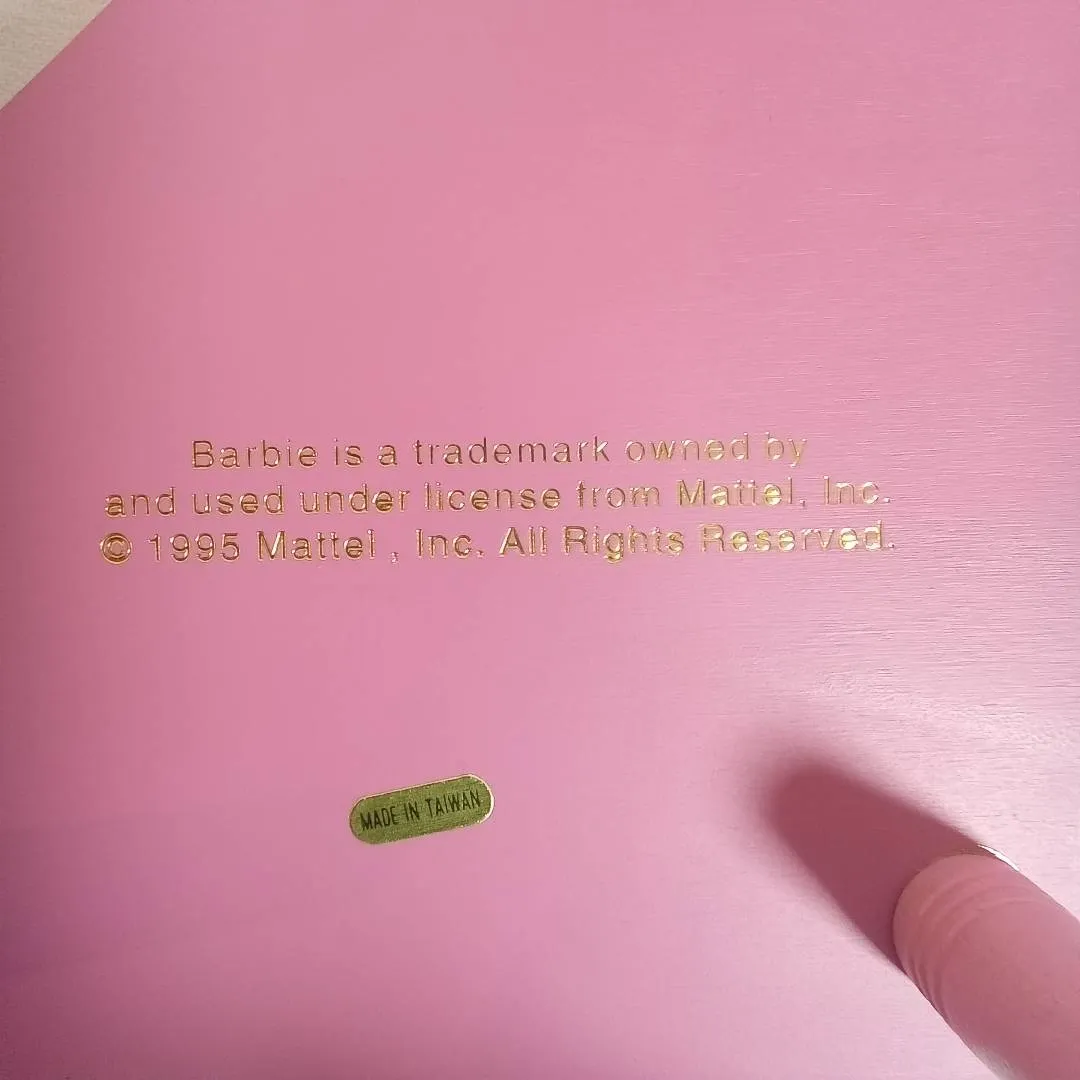 Barbie is a trademark owned by
and used under license from Mattel, Inc.
© 1995 Mattel , Inc. All Rights Reserved.
MADE IN TAIWAN